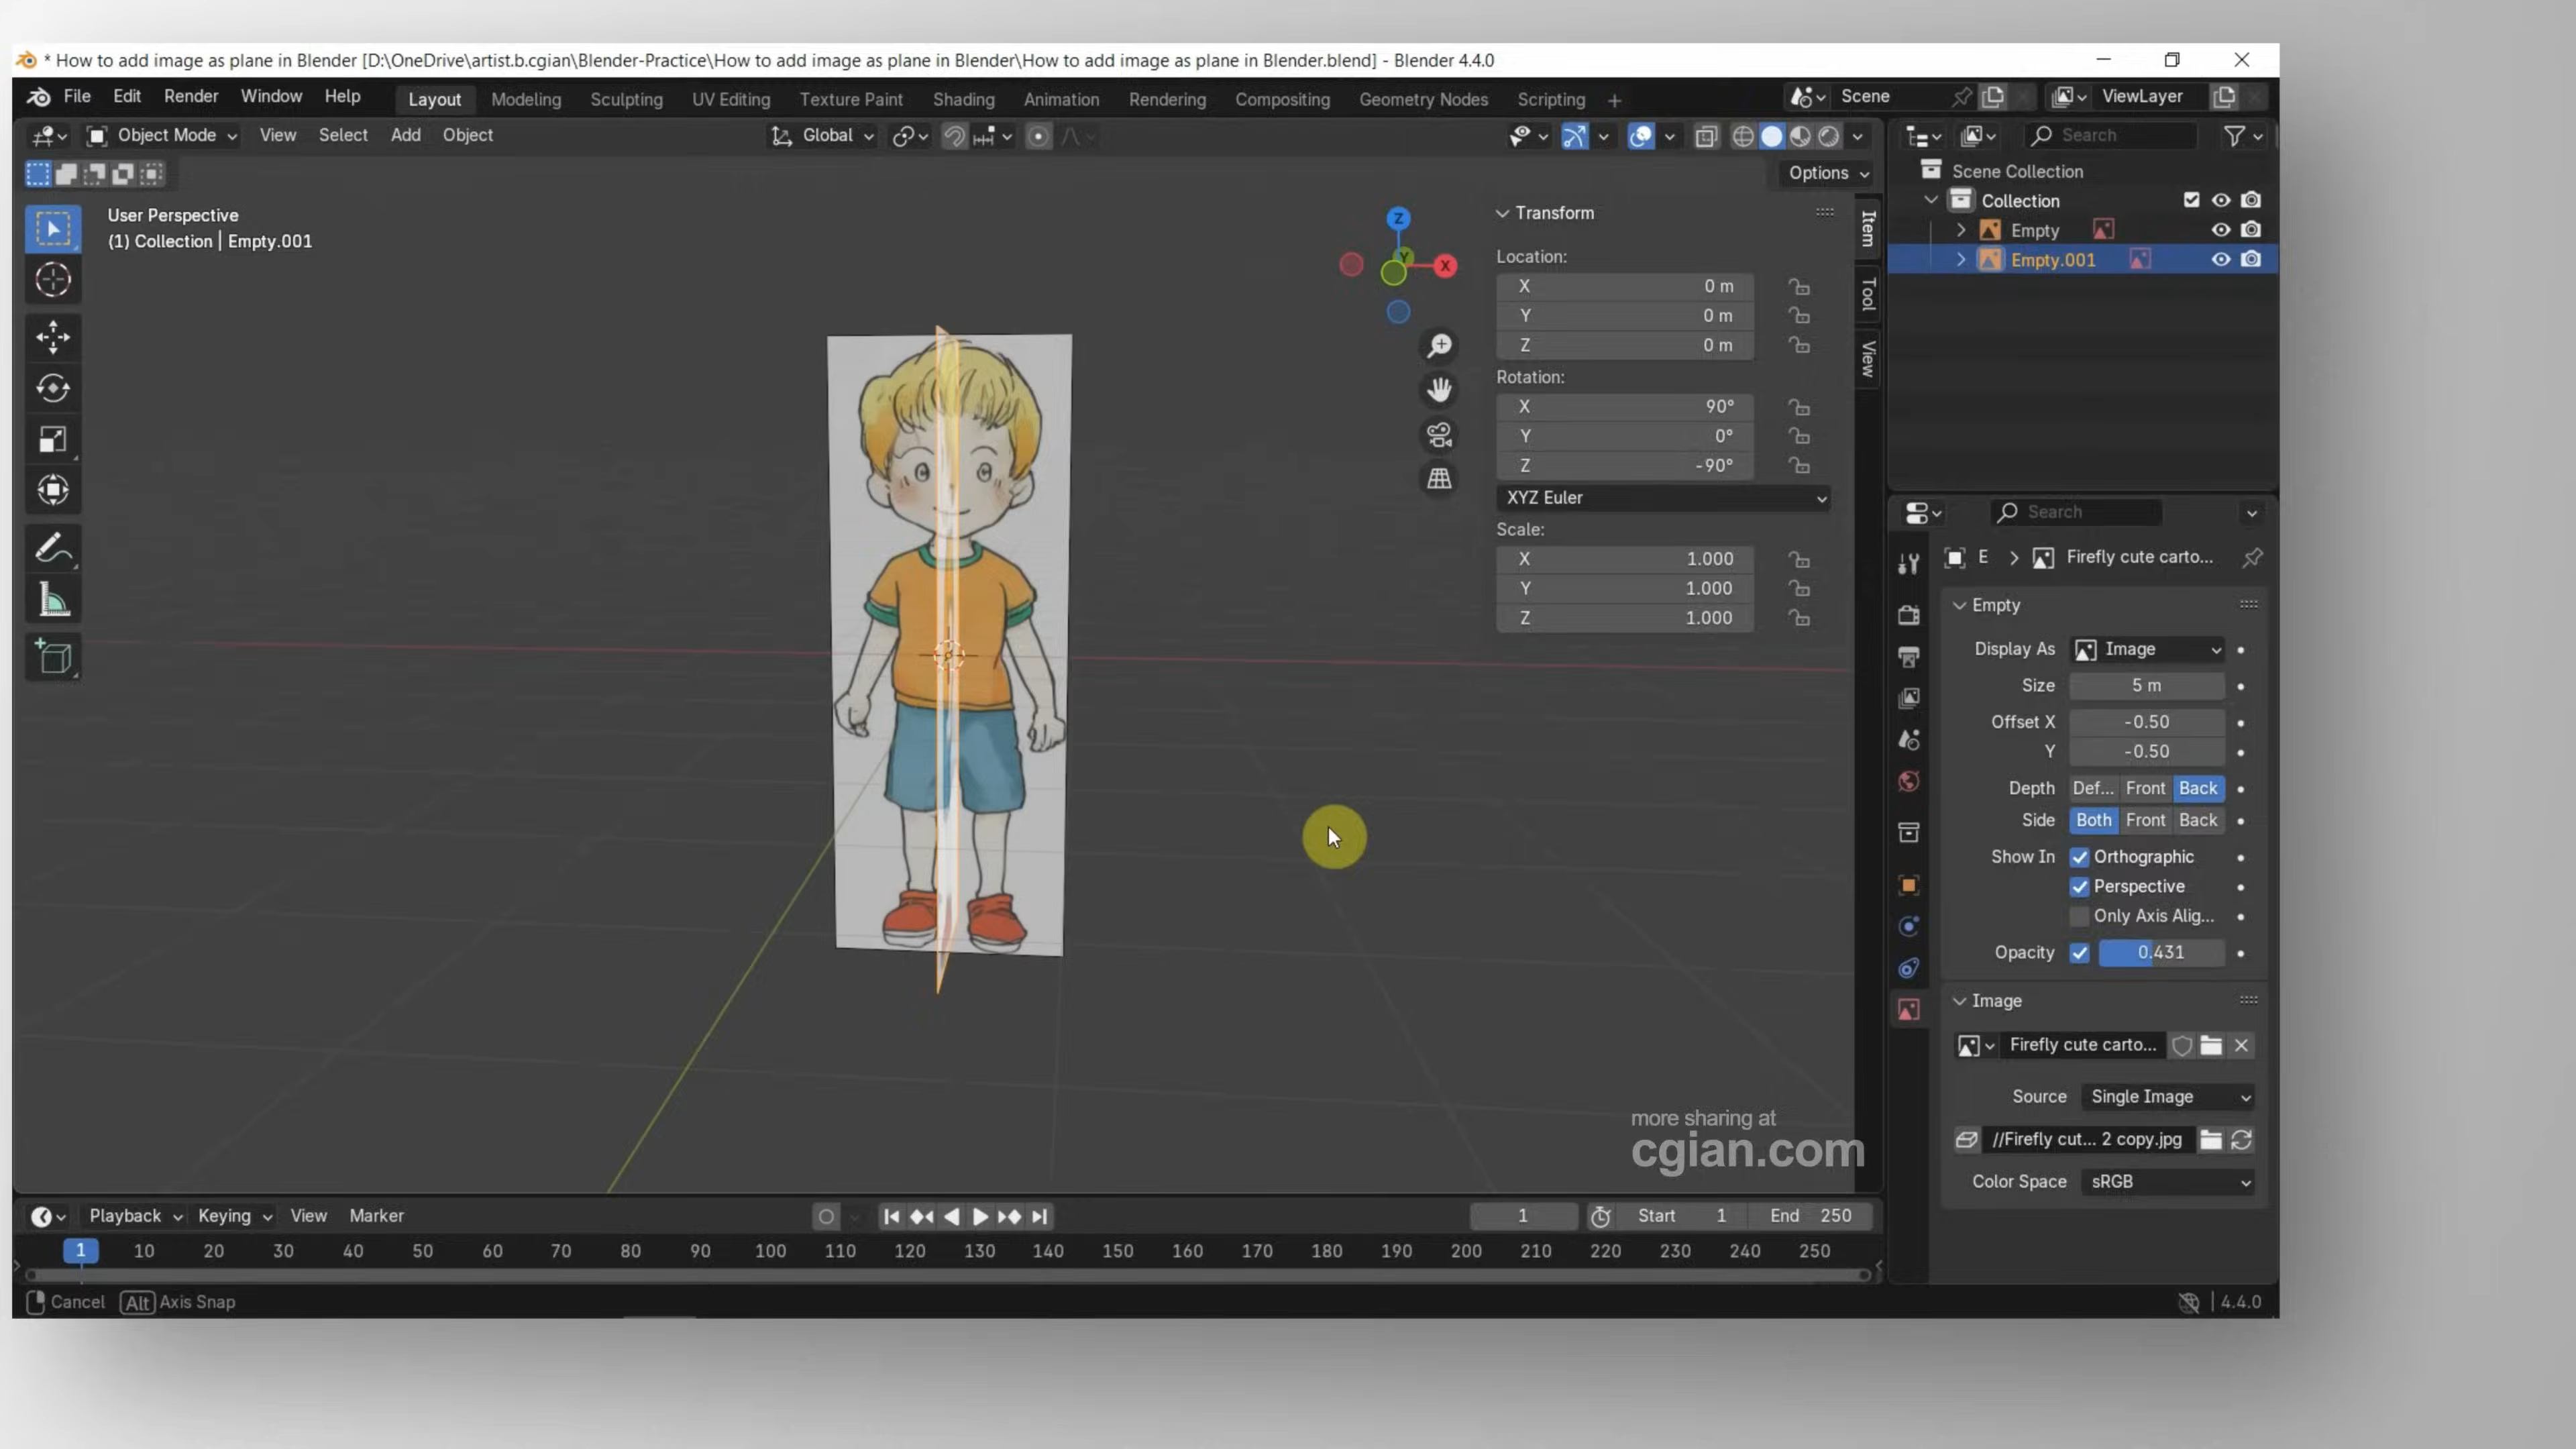 * How to add image as plane in Blender [D:\OneDrive\artist.b.cgian\Blender-Practice\How to add image as plane in Blender\How to add image as plane in Blender.blend] - Blender 4.4.0
File Edit Render Window Help Layout Modeling Sculpting UV Editing Texture Paint Shading Animation Rendering Compositing Geometry Nodes Scripting + Scene ViewLayer
Object Mode View Select Add Object Global Search
Options
Scene Collection
Collection
Empty
Empty.001
User Perspective
(1) Collection | Empty.001
Z
Y
X
Transform
Location:
X 0 m
Y 0 m
Z 0 m
Rotation:
X 90°
Y 0°
Z -90°
XYZ Euler
Scale:
X 1.000
Y 1.000
Z 1.000
Item
Tool
View
Search
E > Firefly cute carto...
Empty
Display As Image
Size 5 m
Offset X -0.50
Y -0.50
Depth Def... Front Back
Side Both Front Back
Show In Orthographic
Perspective
Only Axis Alig...
Opacity 0.431
Image
Firefly cute carto...
Source Single Image
//Firefly cut... 2 copy.jpg
Color Space sRGB
more sharing at
cgian.com
Playback Keying View Marker 1 Start 1 End 250
1 10 20 30 40 50 60 70 80 90 100 110 120 130 140 150 160 170 180 190 200 210 220 230 240 250
Cancel Alt Axis Snap 4.4.0